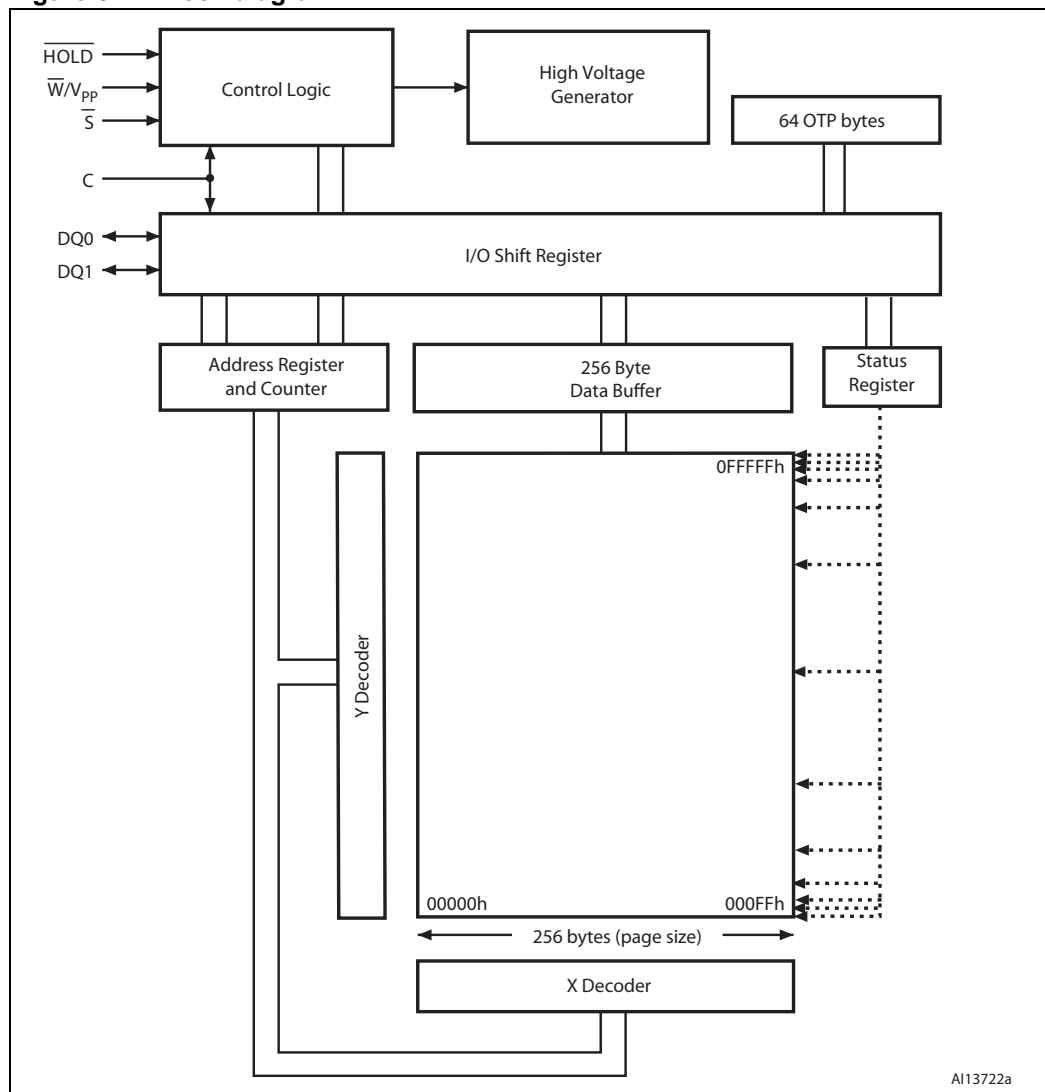 HOLD
W/VPP
S
Control Logic
High Voltage
Generator
64 OTP bytes
C
DQ0
DQ1
I/O Shift Register
Address Register
and Counter
256 Byte
Data Buffer
Status
Register
0FFFFFh
Y Decoder
00000h
000FFh
256 bytes (page size)
X Decoder
AI13722a